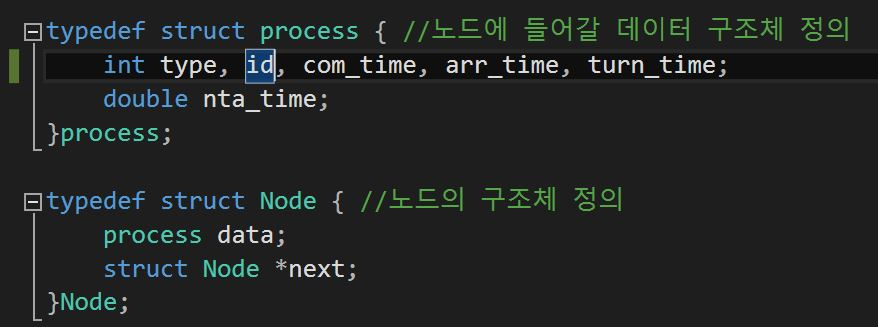 typedef struct process { //노드에 들어갈 데이터 구조체 정의
int type, id, com_time, arr_time, turn_time;
double nta_time;
}process;
typedef struct Node { //노드의 구조체 정의
process data;
struct Node *next;
}Node;